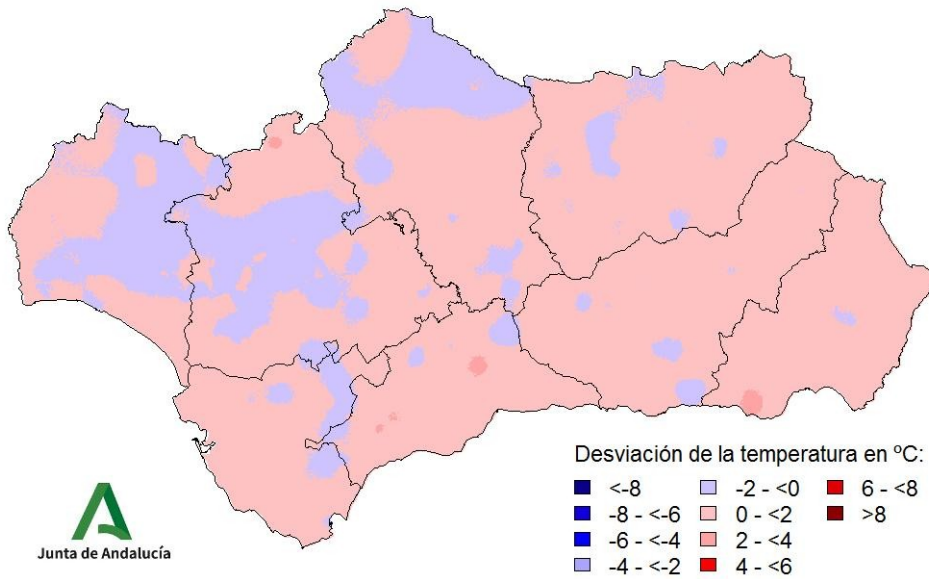 Desviación de la temperatura en ºC:
<-8 -2 - <0 6 - <8
-8 - <-6 0 - <2 >8
-6 - <-4 2 - <4
-4 - <-2 4 - <6
Junta de Andalucía